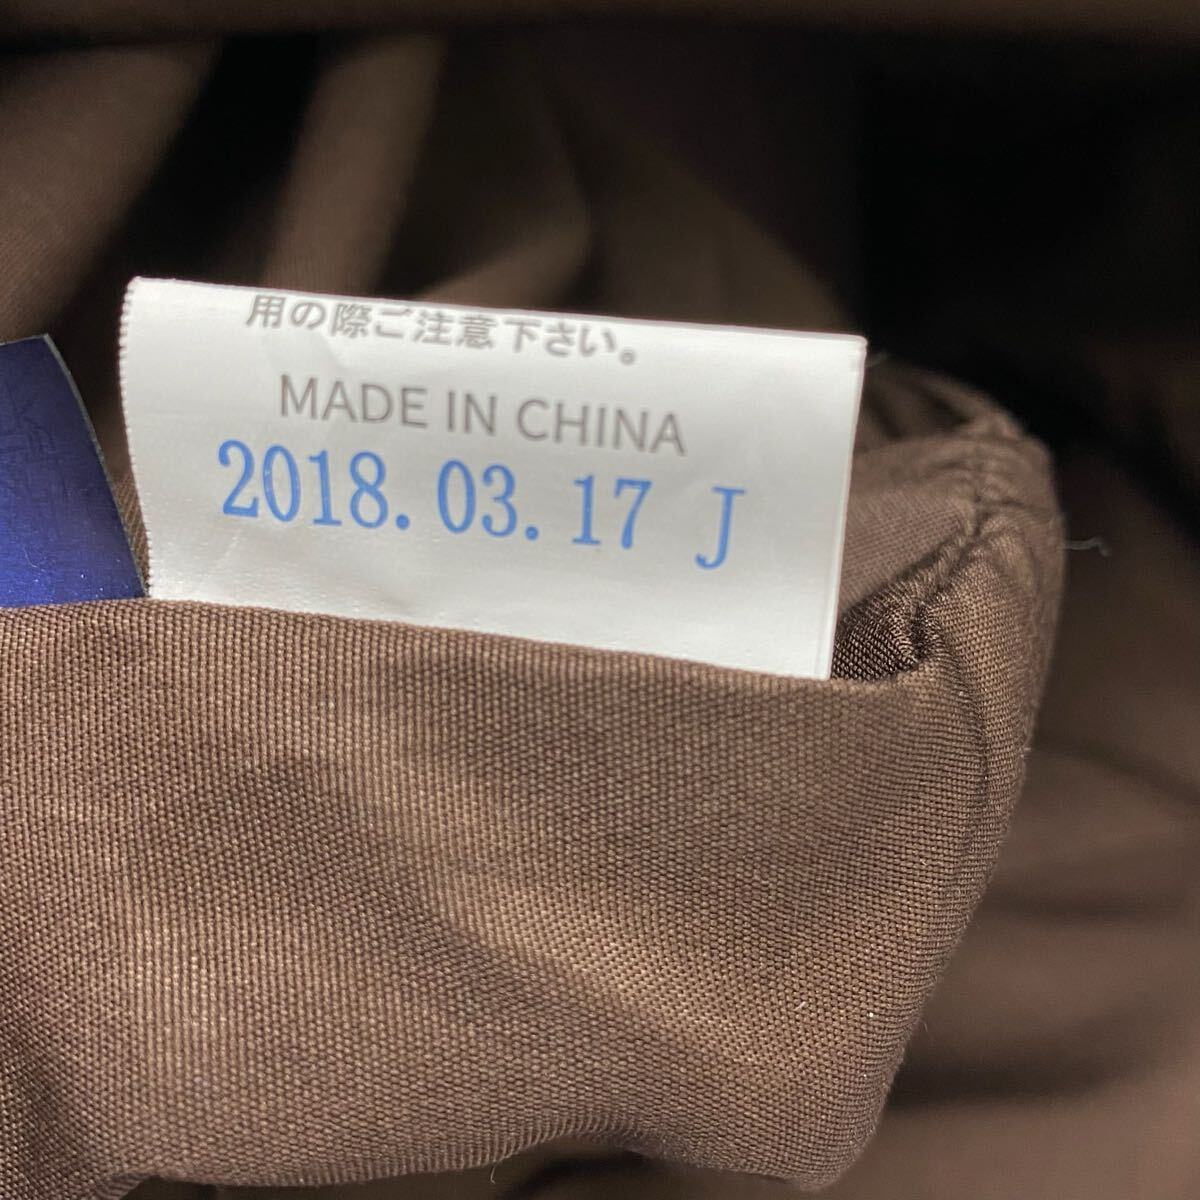 用の際ご注意下さい。
MADE IN CHINA
2018. 03. 17 J